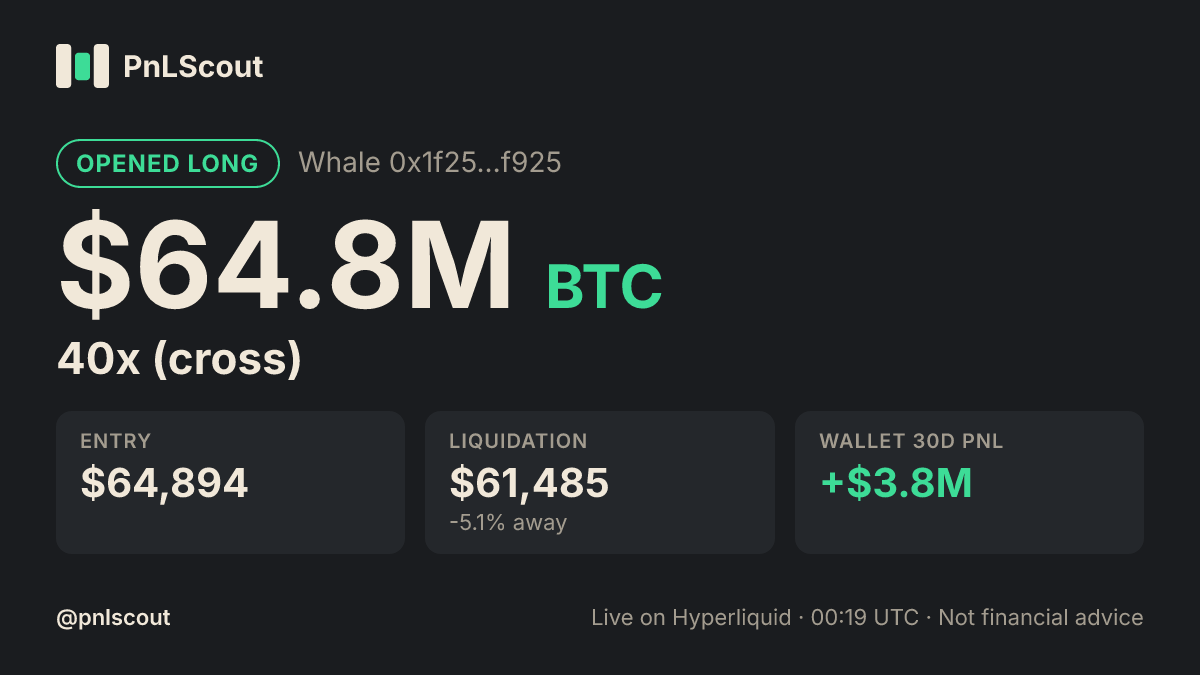 PnLScout
OPENED LONG Whale 0x1f25...f925
$64.8M BTC
40x (cross)
ENTRY
$64,894
LIQUIDATION
$61,485
-5.1% away
WALLET 30D PNL
+$3.8M
@pnlscout
Live on Hyperliquid · 00:19 UTC · Not financial advice